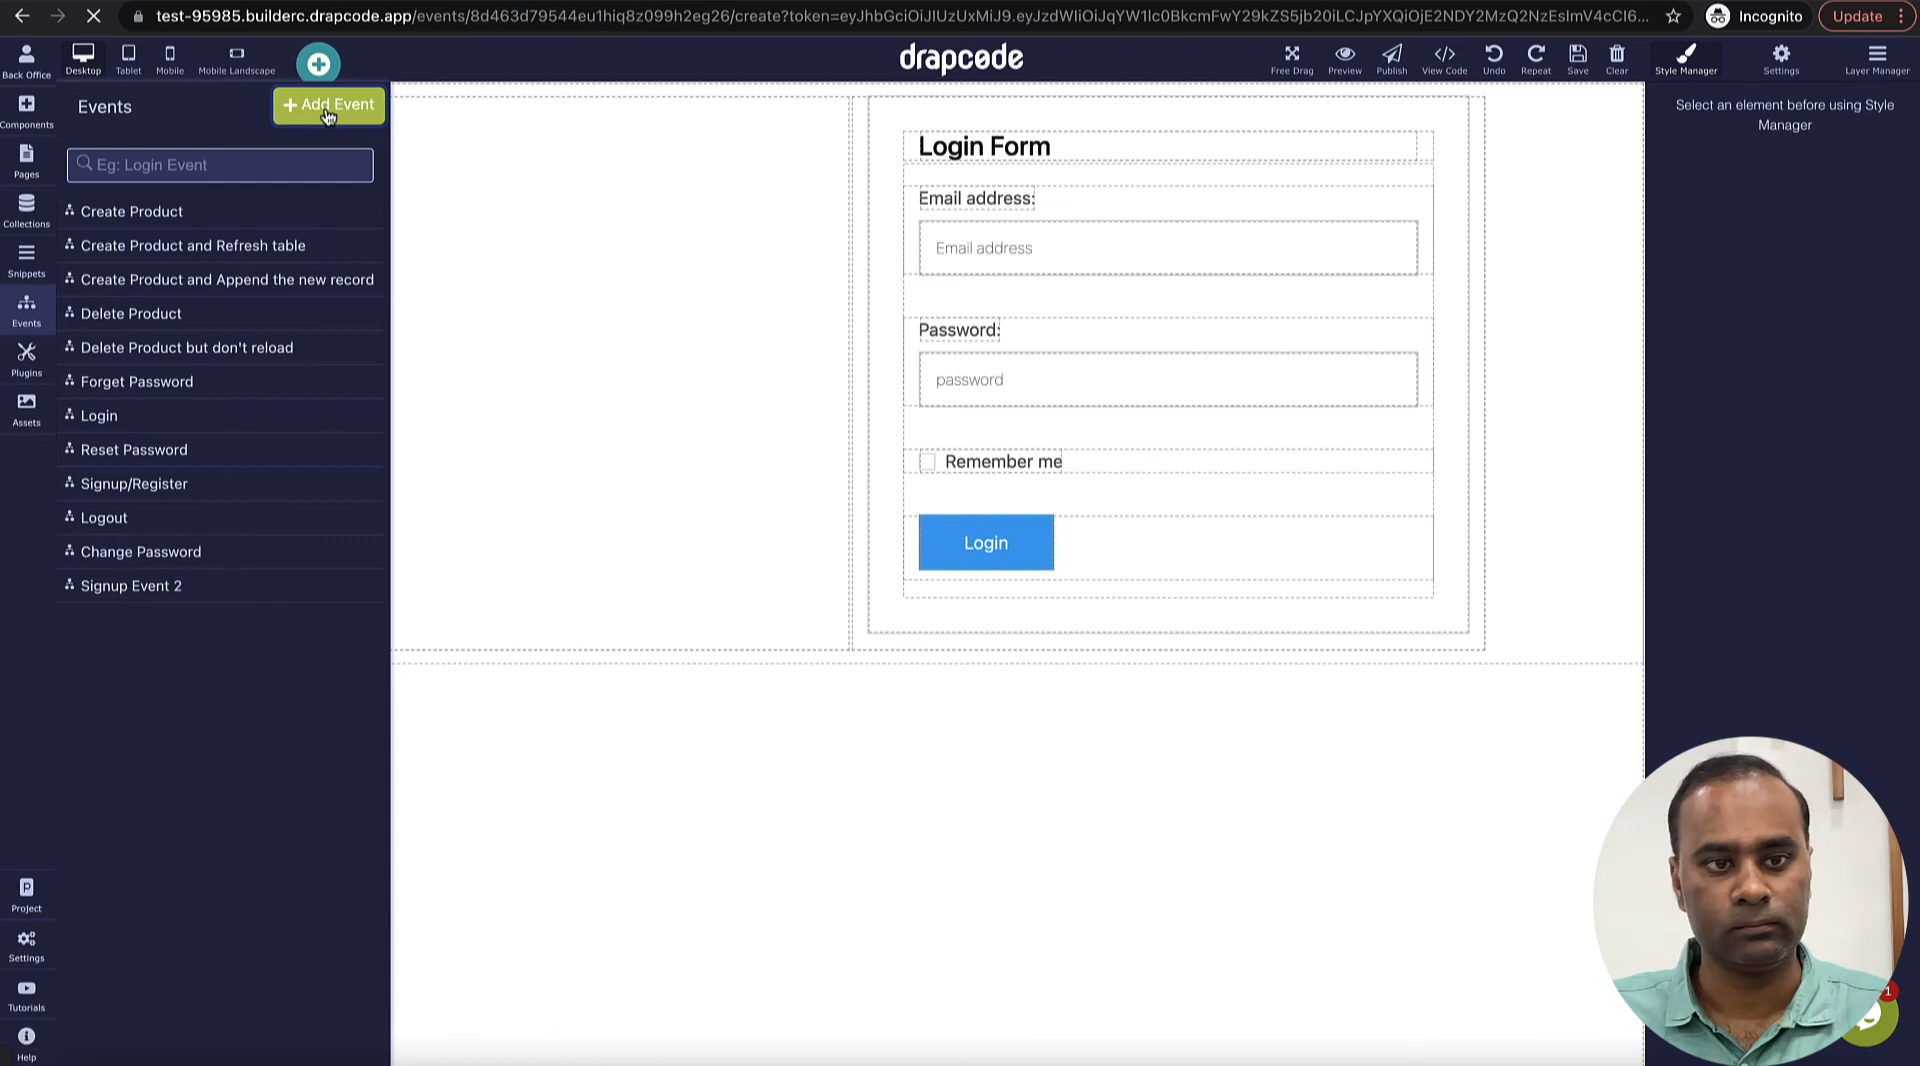 test-95985.builderc.drapcode.app/events/8d463d79544eu1hiq8z099h2eg26/create?token=eyJhbGciOiJIUzUxMiJ9.eyJzdWIiOiJqYW1lc0BkcmFwY29kZS5jb20iLCJpYXQiOjE2NDY2MzQ2NzEsImV4cCI6...
Incognito
Update
Back Office
Desktop
Tablet
Mobile
Mobile Landscape
drapcode
Free Drag
Preview
Publish
View Code
Undo
Repeat
Save
Clear
Style Manager
Settings
Layer Manager
Components
Pages
Collections
Snippets
Events
Plugins
Assets
Project
Settings
Tutorials
Help
Events
+ Add Event
Eg: Login Event
Create Product
Create Product and Refresh table
Create Product and Append the new record
Delete Product
Delete Product but don't reload
Forget Password
Login
Reset Password
Signup/Register
Logout
Change Password
Signup Event 2
Login Form
Email address:
Email address
Password:
password
Remember me
Login
Select an element before using Style
Manager
1